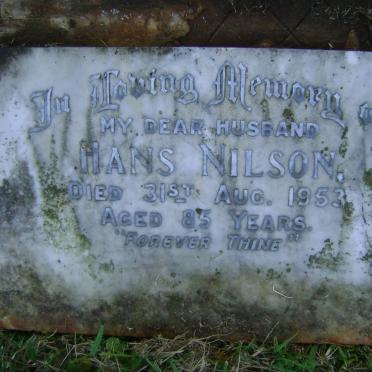 In Loving Memory of
MY DEAR HUSBAND
HANS NILSON.
DIED 31ST AUG. 1953
AGED 85 YEARS.
"FOREVER THINE"